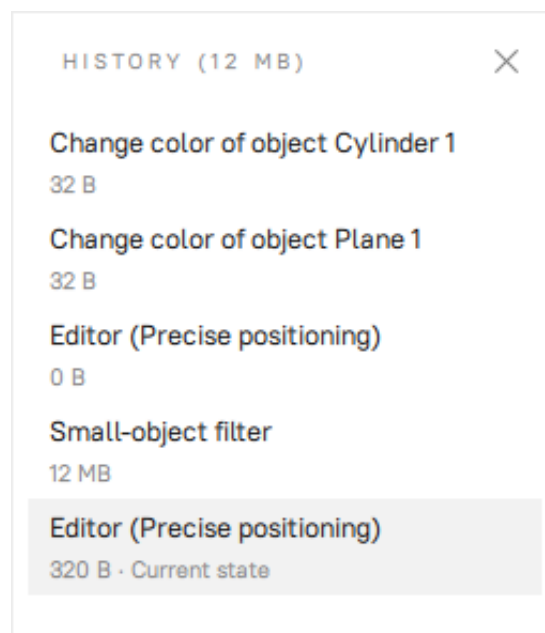 HISTORY (12 MB)
Change color of object Cylinder 1
32 B
Change color of object Plane 1
32 B
Editor (Precise positioning)
0 B
Small-object filter
12 MB
Editor (Precise positioning)
320 B · Current state